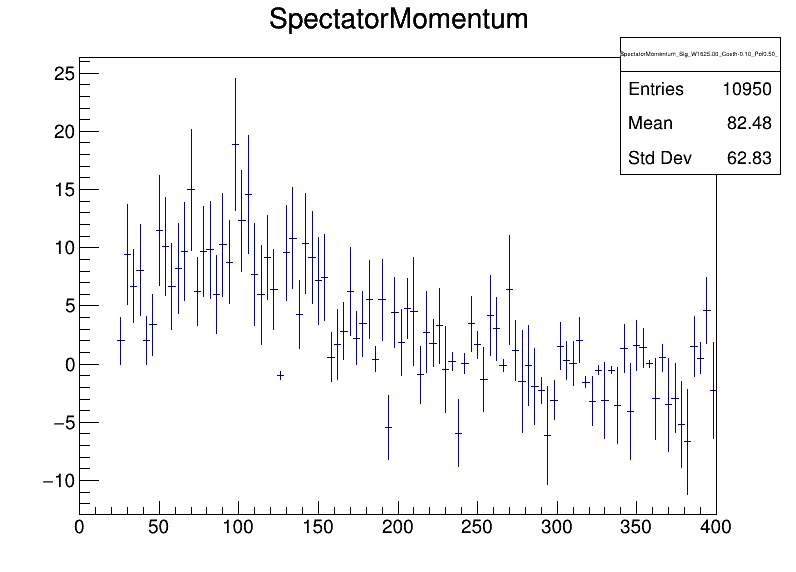 SpectatorMomentum
SpectatorMomentum_Sig_W1625.00_Costh-0.10_Pol0.50_
Entries 10950
Mean 82.48
Std Dev 62.83
25
20
15
10
5
0
−5
−10
0 50 100 150 200 250 300 350 400